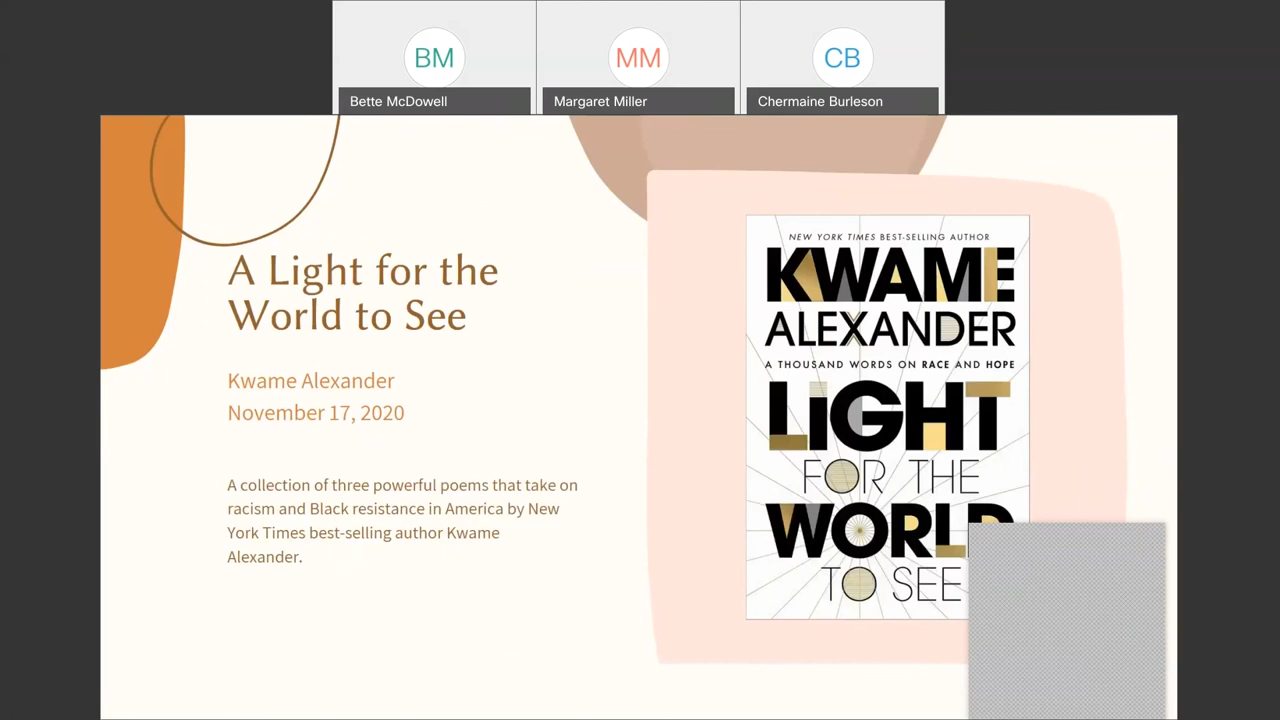 BM
MM
CB
Bette McDowell
Margaret Miller
Chermaine Burleson
A Light for the
World to See
Kwame Alexander
November 17, 2020
A collection of three powerful poems that take on
racism and Black resistance in America by New
York Times best-selling author Kwame
Alexander.
NEW YORK TIMES BEST-SELLING AUTHOR
KWAME
ALEXANDER
A THOUSAND WORDS ON RACE AND HOPE
LiGHT
FOR THE
WORLD
TO SEE